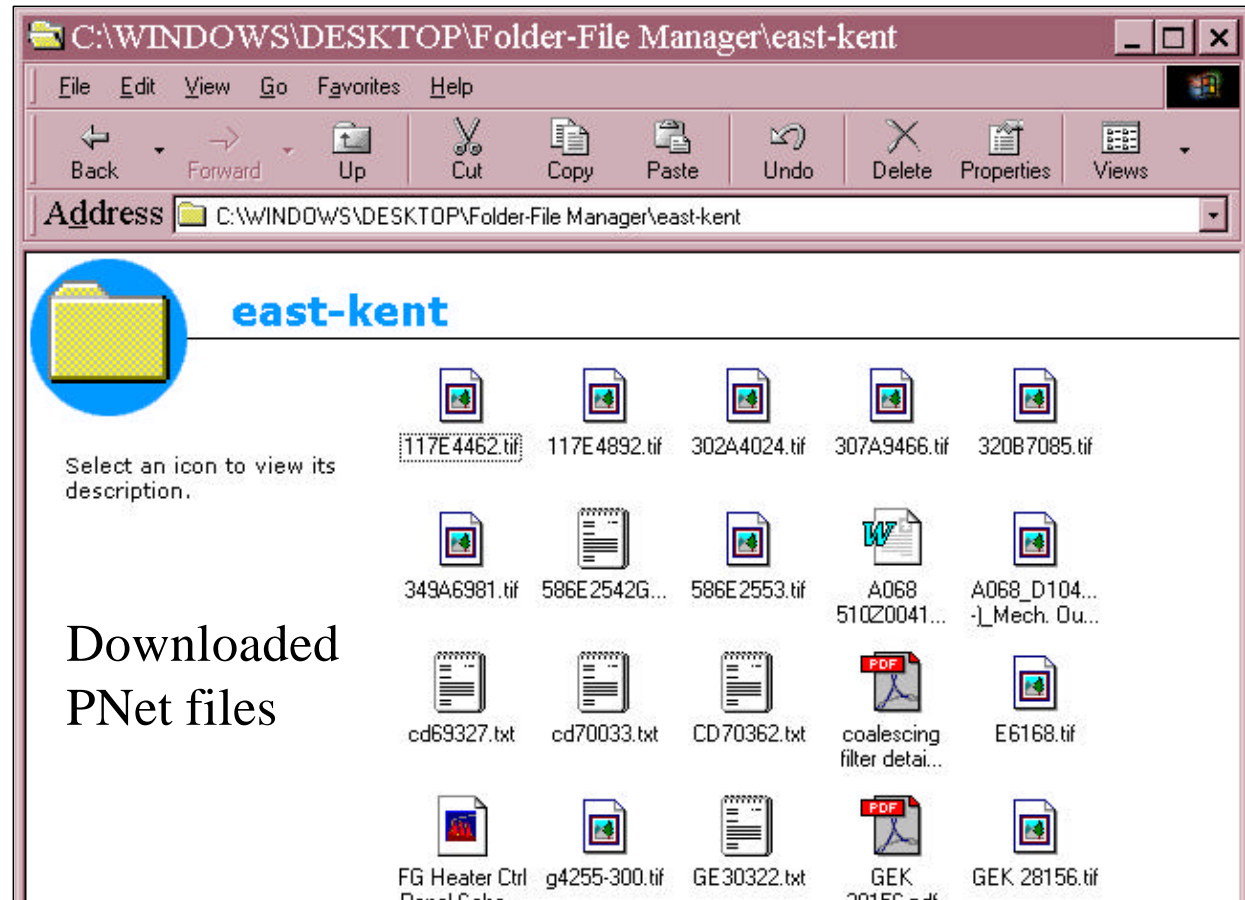 C:\WINDOWS\DESKTOP\Folder-File Manager\east-kent
File Edit View Go Favorites Help
Back Forward Up Cut Copy Paste Undo Delete Properties Views
Address C:\WINDOWS\DESKTOP\Folder-File Manager\east-kent
east-kent
Select an icon to view its
description.
Downloaded
PNet files
117E4462.tif 117E4892.tif 302A4024.tif 307A9466.tif 320B7085.tif
349A6981.tif 586E2542G... 586E2553.tif A068 A068_D104...
510Z0041... -)_Mech. Ou...
cd69327.txt cd70033.txt CD70362.txt coalescing E6168.tif
filter detai...
FG Heater Ctrl g4255-300.tif GE30322.txt GEK GEK 28156.tif
W
PDF
PDF